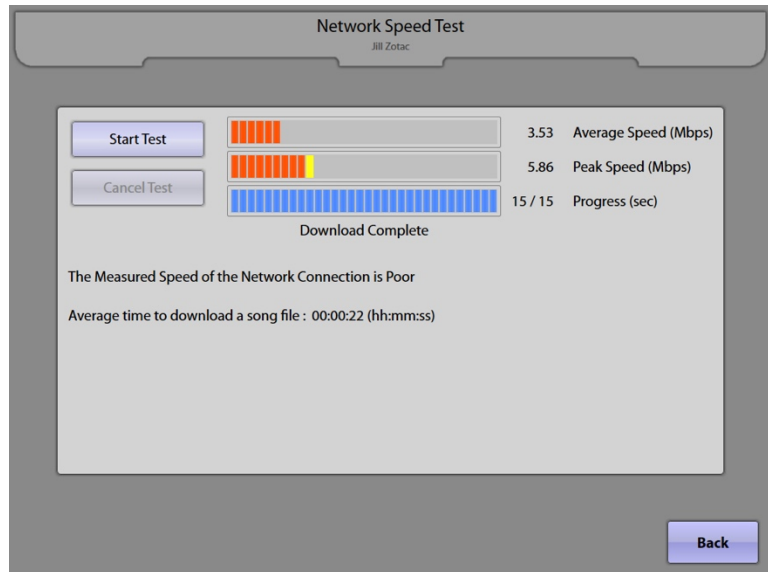 Network Speed Test
Jill Zotac
Start Test
3.53 Average Speed (Mbps)
5.86 Peak Speed (Mbps)
Cancel Test
15 / 15 Progress (sec)
Download Complete
The Measured Speed of the Network Connection is Poor
Average time to download a song file : 00:00:22 (hh:mm:ss)
Back